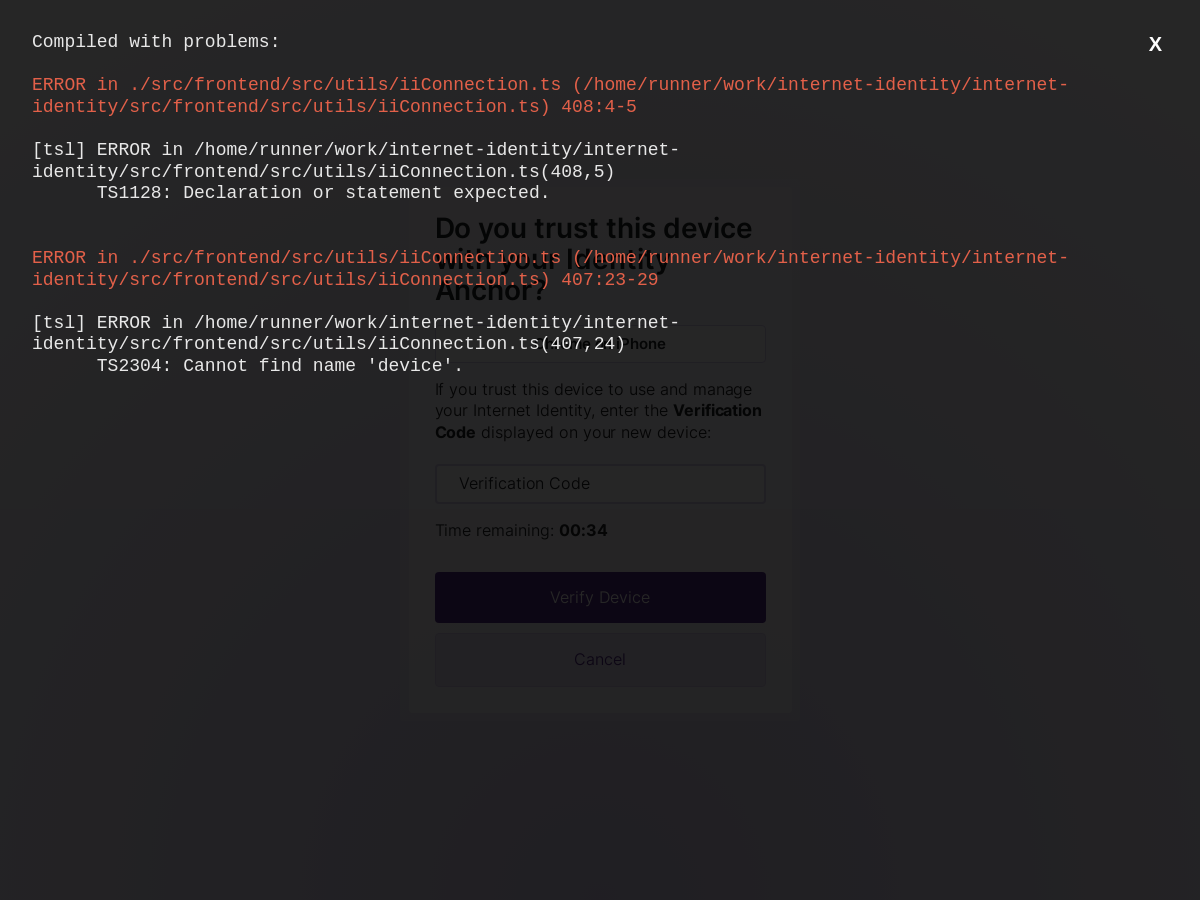 Compiled with problems:
X
ERROR in ./src/frontend/src/utils/iiConnection.ts (/home/runner/work/internet-identity/internet-
identity/src/frontend/src/utils/iiConnection.ts) 408:4-5
[tsl] ERROR in /home/runner/work/internet-identity/internet-
identity/src/frontend/src/utils/iiConnection.ts(408,5)
TS1128: Declaration or statement expected.
ERROR in ./src/frontend/src/utils/iiConnection.ts (/home/runner/work/internet-identity/internet-
identity/src/frontend/src/utils/iiConnection.ts) 407:23-29
[tsl] ERROR in /home/runner/work/internet-identity/internet-
identity/src/frontend/src/utils/iiConnection.ts(407,24)
TS2304: Cannot find name 'device'.
Do you trust this device
with your Identity
Anchor?
iPhone
If you trust this device to use and manage
your Internet Identity, enter the Verification
Code displayed on your new device:
Verification Code
Time remaining: 00:34
Verify Device
Cancel